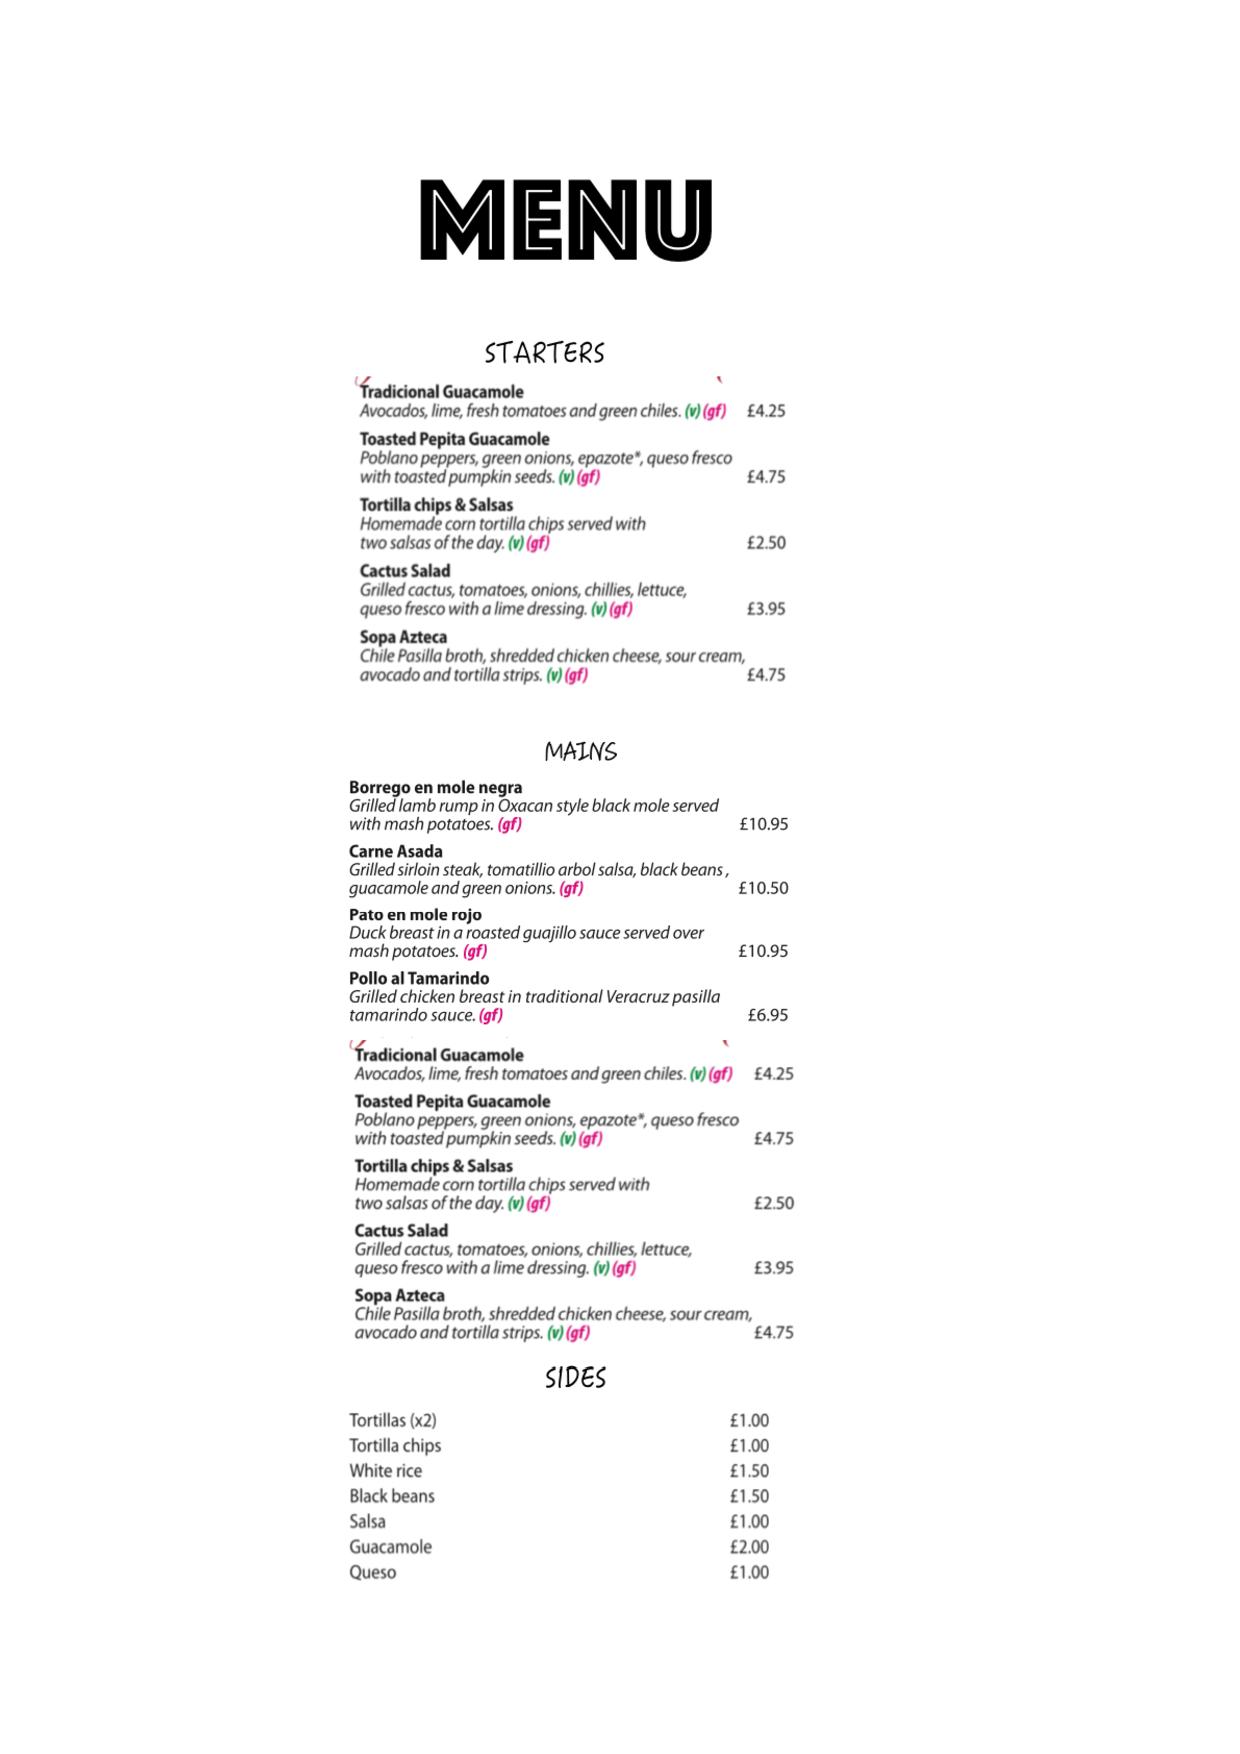 MENU
STARTERS
Tradicional Guacamole
Avocados, lime, fresh tomatoes and green chiles. (v) (gf) £4.25
Toasted Pepita Guacamole
Poblano peppers, green onions, epazote*, queso fresco
with toasted pumpkin seeds. (v) (gf) £4.75
Tortilla chips & Salsas
Homemade corn tortilla chips served with
two salsas of the day. (v) (gf) £2.50
Cactus Salad
Grilled cactus, tomatoes, onions, chillies, lettuce,
queso fresco with a lime dressing. (v) (gf) £3.95
Sopa Azteca
Chile Pasilla broth, shredded chicken cheese, sour cream,
avocado and tortilla strips. (v) (gf) £4.75
MAINS
Borrego en mole negra
Grilled lamb rump in Oxacan style black mole served
with mash potatoes. (gf) £10.95
Carne Asada
Grilled sirloin steak, tomatillio arbol salsa, black beans ,
guacamole and green onions. (gf) £10.50
Pato en mole rojo
Duck breast in a roasted guajillo sauce served over
mash potatoes. (gf) £10.95
Pollo al Tamarindo
Grilled chicken breast in traditional Veracruz pasilla
tamarindo sauce. (gf) £6.95
Tradicional Guacamole
Avocados, lime, fresh tomatoes and green chiles. (v) (gf) £4.25
Toasted Pepita Guacamole
Poblano peppers, green onions, epazote*, queso fresco
with toasted pumpkin seeds. (v) (gf) £4.75
Tortilla chips & Salsas
Homemade corn tortilla chips served with
two salsas of the day. (v) (gf) £2.50
Cactus Salad
Grilled cactus, tomatoes, onions, chillies, lettuce,
queso fresco with a lime dressing. (v) (gf) £3.95
Sopa Azteca
Chile Pasilla broth, shredded chicken cheese, sour cream,
avocado and tortilla strips. (v) (gf) £4.75
SIDES
Tortillas (x2) £1.00
Tortilla chips £1.00
White rice £1.50
Black beans £1.50
Salsa £1.00
Guacamole £2.00
Queso £1.00